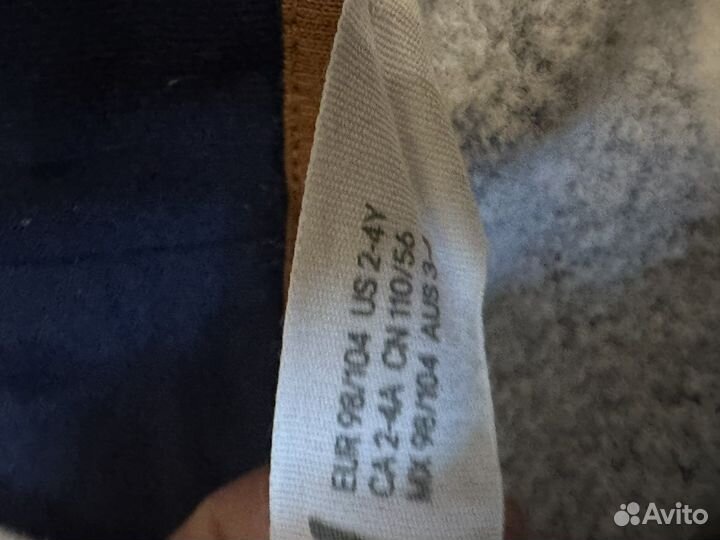 EUR 98/104 US 2-4Y
CA 2-4A CN 110/56
MX 98/104 AUS 3
Avito